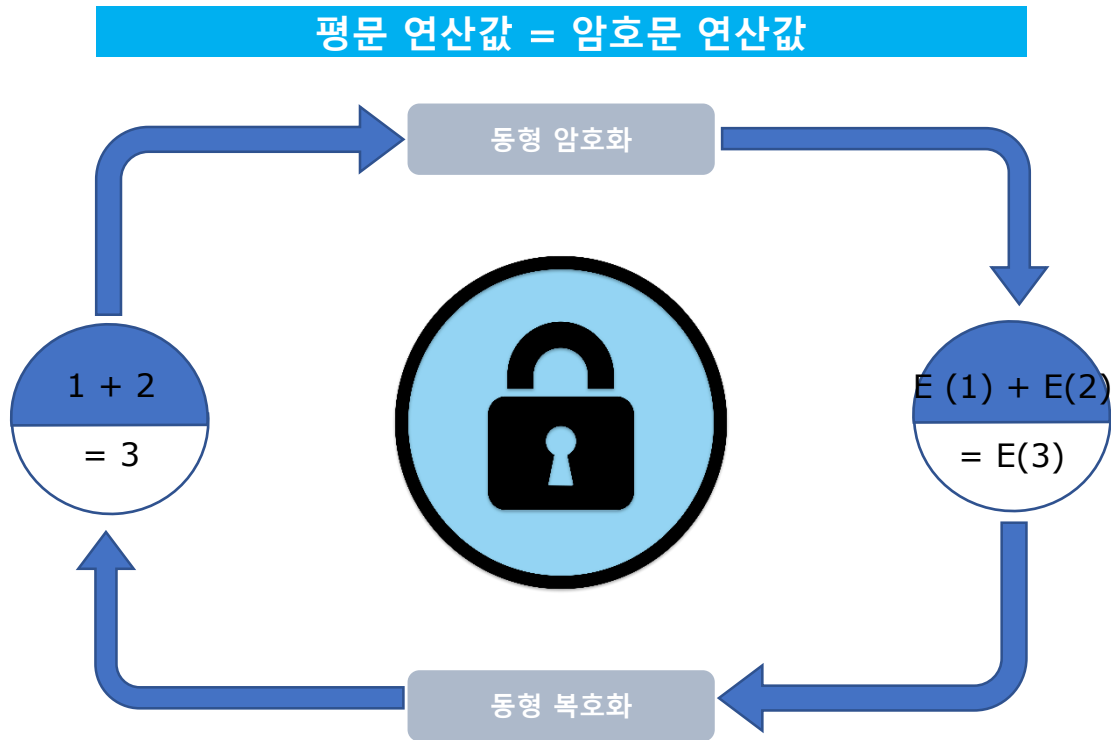 평문 연산값 = 암호문 연산값
동형 암호화
1 + 2
= 3
E (1) + E(2)
= E(3)
동형 복호화